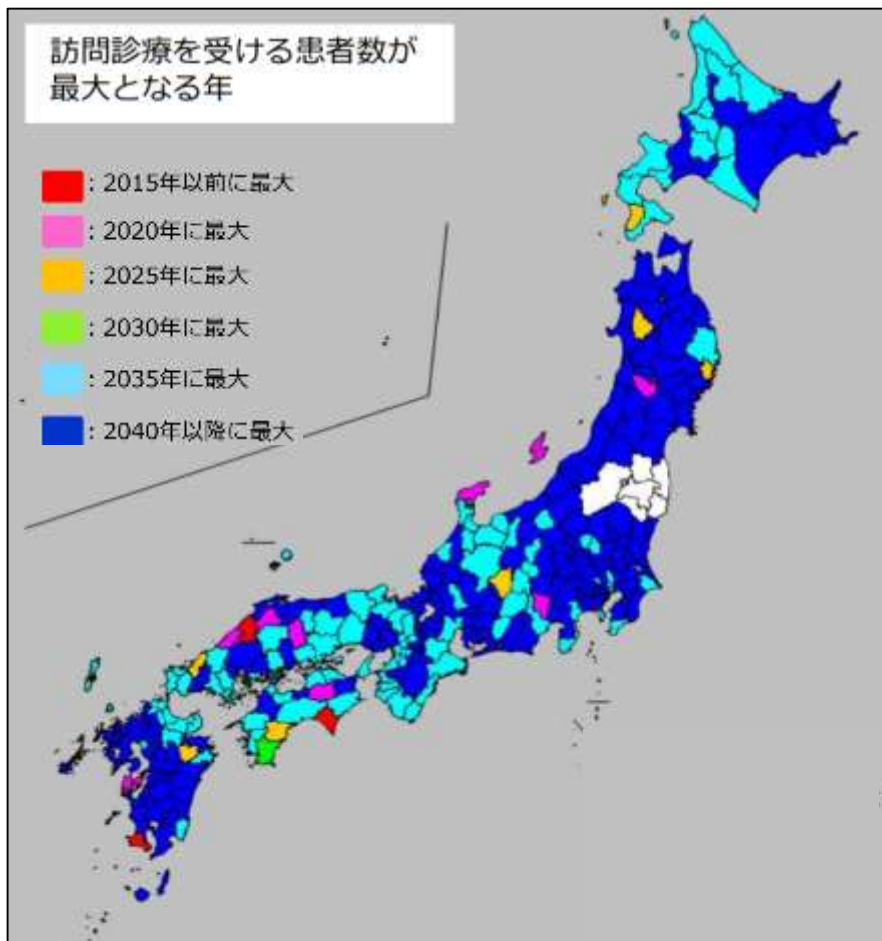 訪問診療を受ける患者数が
最大となる年
：2015年以前に最大
：2020年に最大
：2025年に最大
：2030年に最大
：2035年に最大
：2040年以降に最大